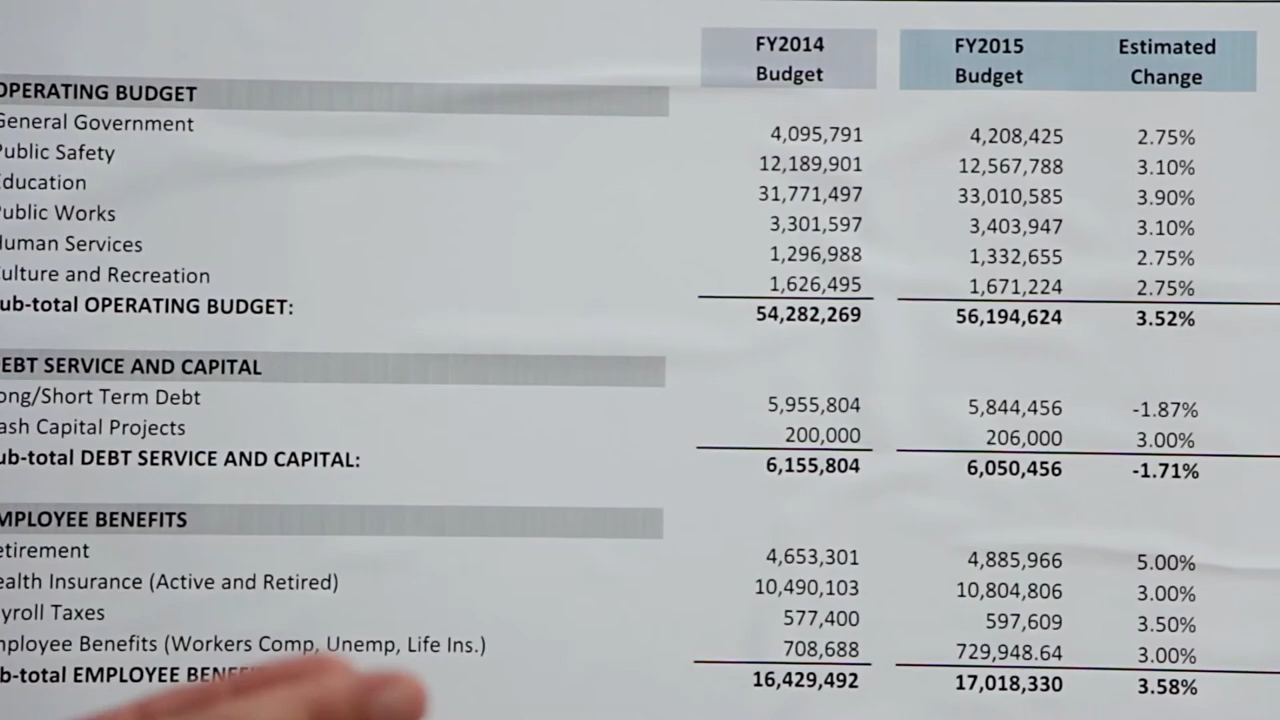 FY2014 Budget FY2015 Budget Estimated Change
OPERATING BUDGET
General Government 4,095,791 4,208,425 2.75%
Public Safety 12,189,901 12,567,788 3.10%
Education 31,771,497 33,010,585 3.90%
Public Works 3,301,597 3,403,947 3.10%
Human Services 1,296,988 1,332,655 2.75%
ulture and Recreation 1,626,495 1,671,224 2.75%
ub-total OPERATING BUDGET: 54,282,269 56,194,624 3.52%
EBT SERVICE AND CAPITAL
ong/Short Term Debt 5,955,804 5,844,456 -1.87%
ash Capital Projects 200,000 206,000 3.00%
ub-total DEBT SERVICE AND CAPITAL: 6,155,804 6,050,456 -1.71%
MPLOYEE BENEFITS
etirement 4,653,301 4,885,966 5.00%
ealth Insurance (Active and Retired) 10,490,103 10,804,806 3.00%
yroll Taxes 577,400 597,609 3.50%
mployee Benefits (Workers Comp, Unemp, Life Ins.) 708,688 729,948.64 3.00%
b-total EMPLOYEE BENEF 16,429,492 17,018,330 3.58%